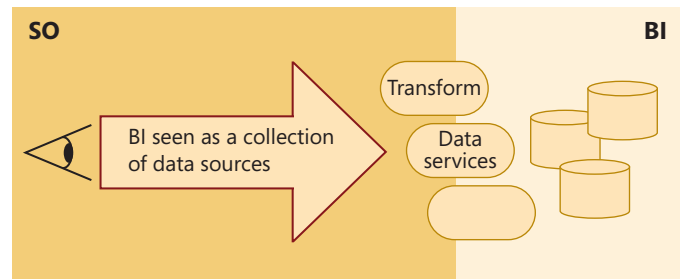 SO
BI
Transform
BI seen as a collection
of data sources
Data
services